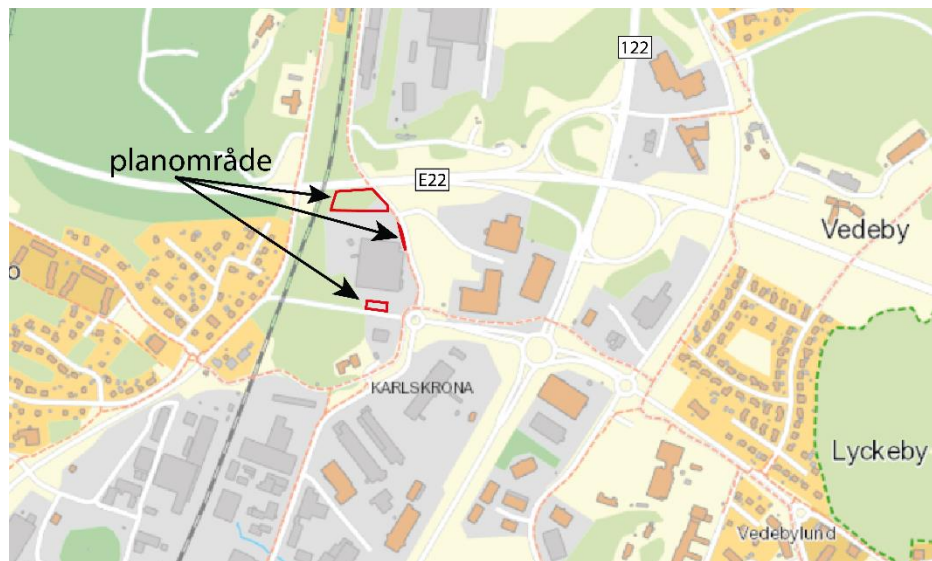 122
planområde
E22
Vedeby
o
KARLSKRONA
Lyckeby
Vedebylund